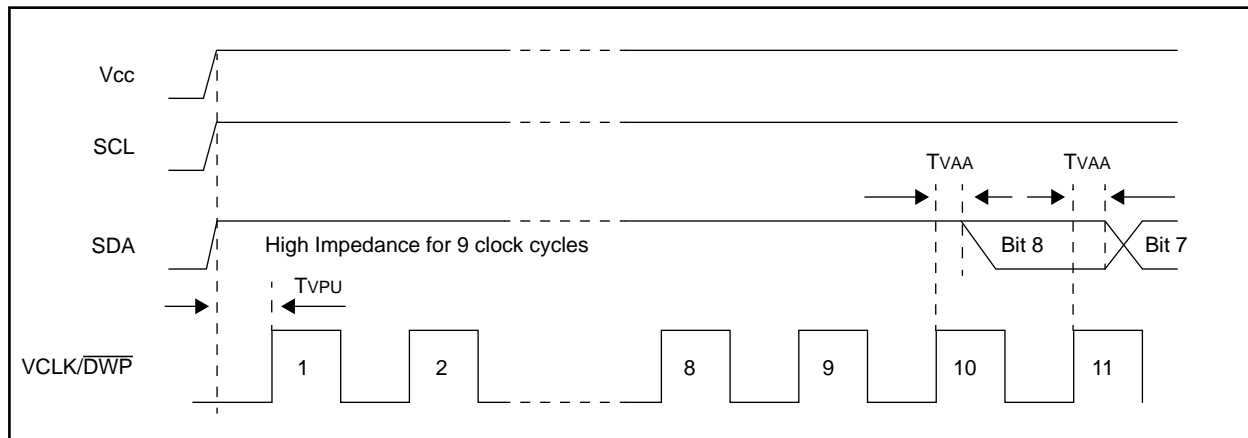 Vcc
SCL
TVAA TVAA
SDA
High Impedance for 9 clock cycles
Bit 8 Bit 7
TVPU
VCLK/DWP
1 2 8 9 10 11